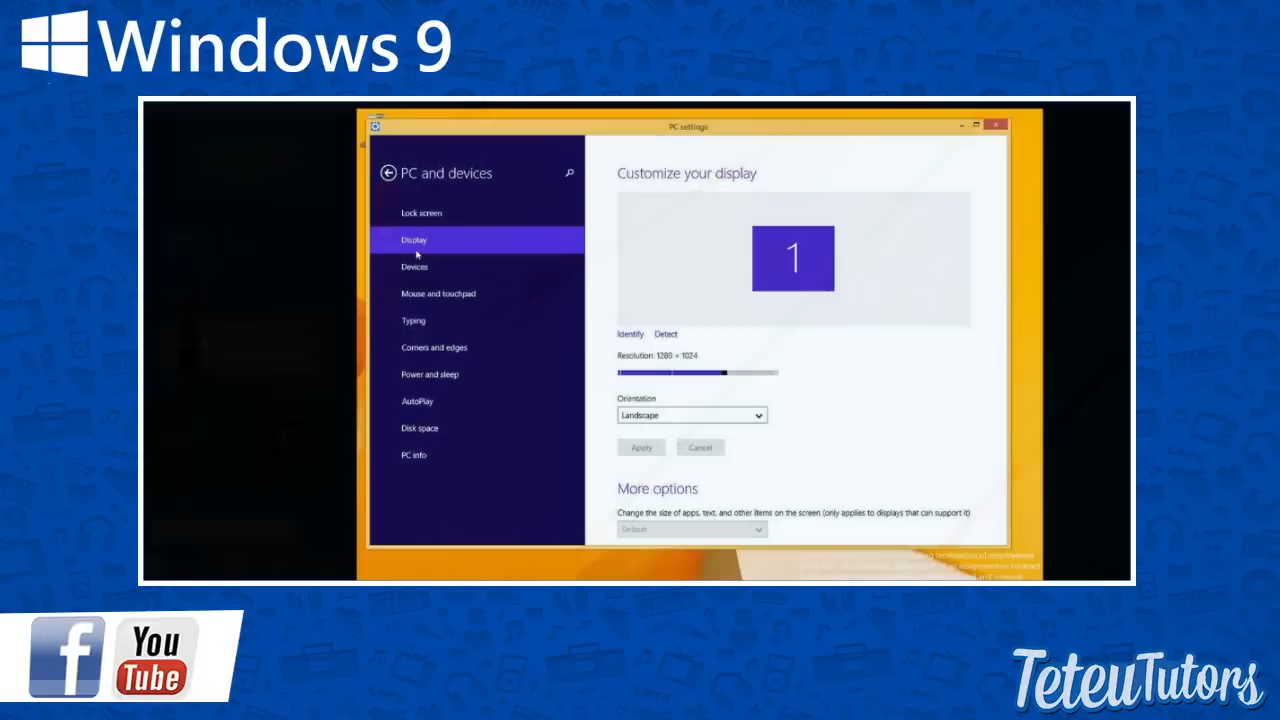 Windows 9
PC settings
PC and devices
Lock screen
Display
Devices
Mouse and touchpad
Typing
Corners and edges
Power and sleep
AutoPlay
Disk space
PC info
Customize your display
1
Identify Detect
Resolution: 1280 × 1024
Orientation
Landscape
Apply Cancel
More options
Change the size of apps, text, and other items on the screen (only applies to displays that can support it)
Default
f
You
Tube
TeteuTutors